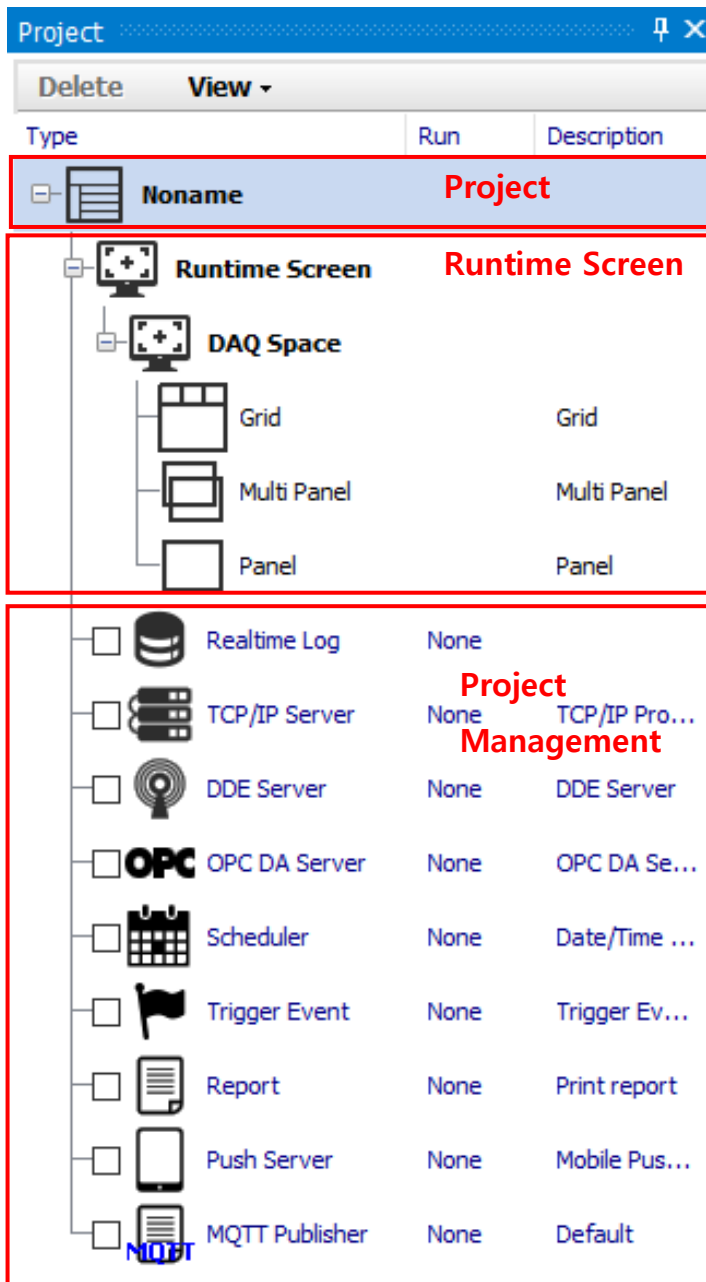 Project
Delete View
Type Run Description
Noname Project
Runtime Screen Runtime Screen
DAQ Space
Grid Grid
Multi Panel Multi Panel
Panel Panel
Realtime Log None
Project
TCP/IP Server None TCP/IP Pro...
Management
DDE Server None DDE Server
OPC OPC DA Server None OPC DA Se...
Scheduler None Date/Time ...
Trigger Event None Trigger Ev...
Report None Print report
Push Server None Mobile Pus...
MQTT MQTT Publisher None Default